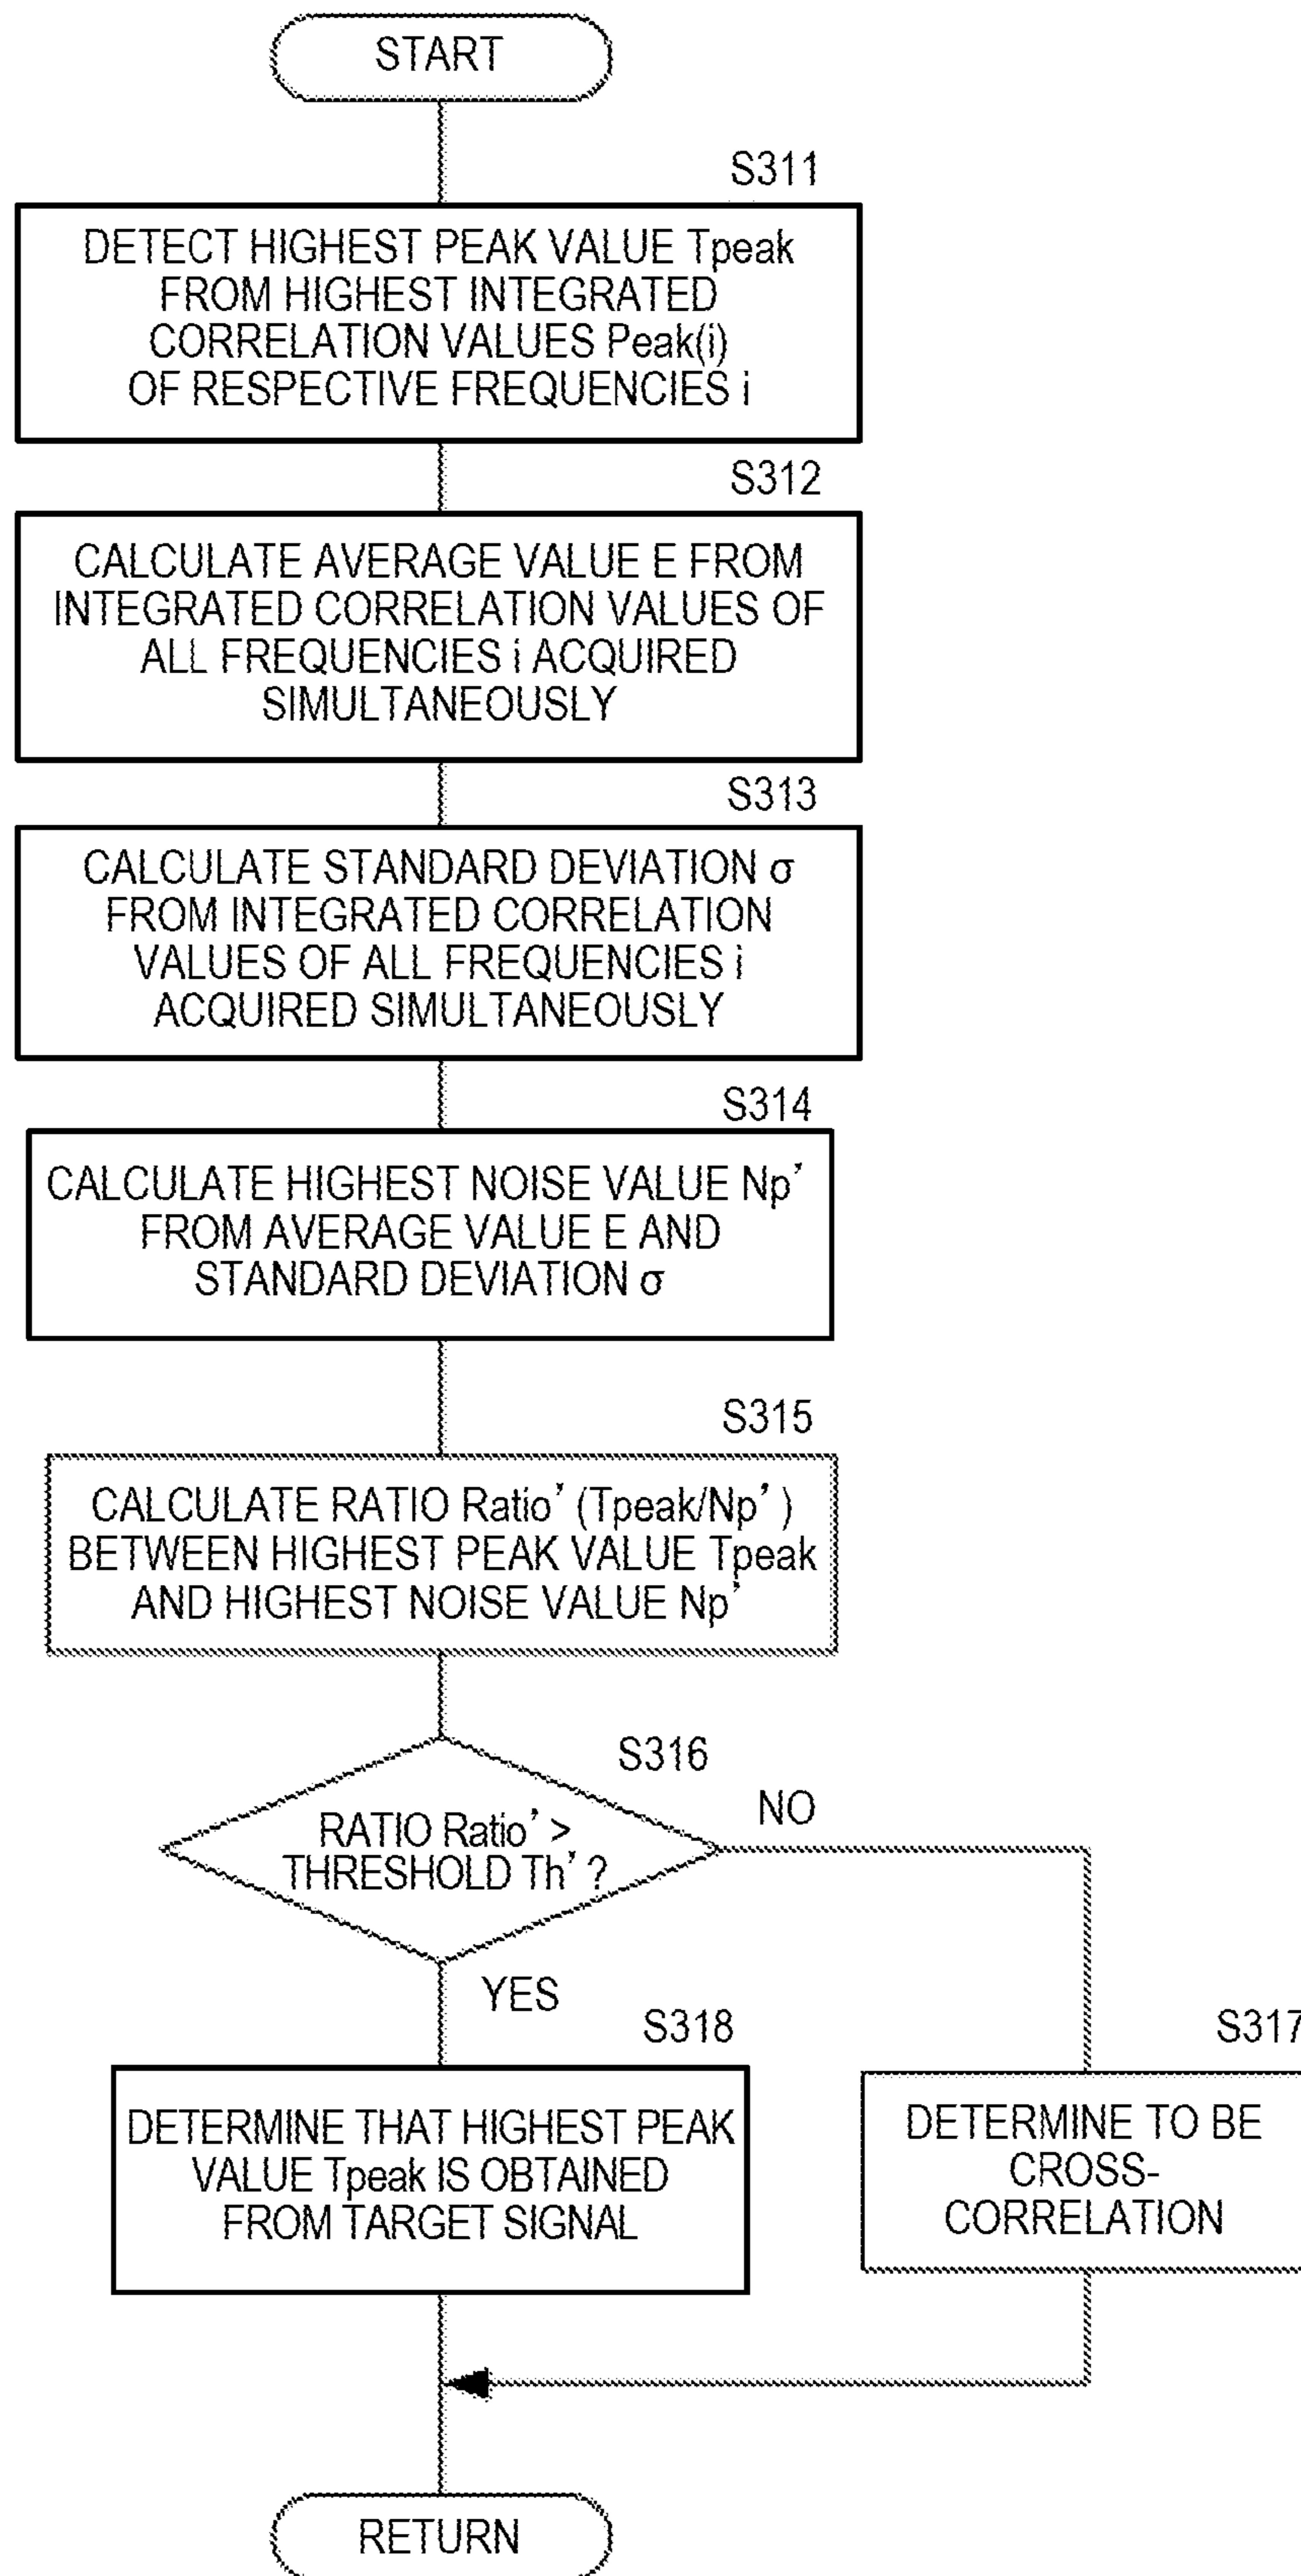 START
S311
DETECT HIGHEST PEAK VALUE Tpeak
FROM HIGHEST INTEGRATED
CORRELATION VALUES Peak(i)
OF RESPECTIVE FREQUENCIES i
S312
CALCULATE AVERAGE VALUE E FROM
INTEGRATED CORRELATION VALUES OF
ALL FREQUENCIES i ACQUIRED
SIMULTANEOUSLY
S313
CALCULATE STANDARD DEVIATION σ
FROM INTEGRATED CORRELATION
VALUES OF ALL FREQUENCIES i
ACQUIRED SIMULTANEOUSLY
S314
CALCULATE HIGHEST NOISE VALUE Np'
FROM AVERAGE VALUE E AND
STANDARD DEVIATION σ
S315
CALCULATE RATIO Ratio' (Tpeak/Np' )
BETWEEN HIGHEST PEAK VALUE Tpeak
AND HIGHEST NOISE VALUE Np'
S316
RATIO Ratio' >
THRESHOLD Th' ?
NO
YES
S318
DETERMINE THAT HIGHEST PEAK
VALUE Tpeak IS OBTAINED
FROM TARGET SIGNAL
S317
DETERMINE TO BE
CROSS-
CORRELATION
RETURN